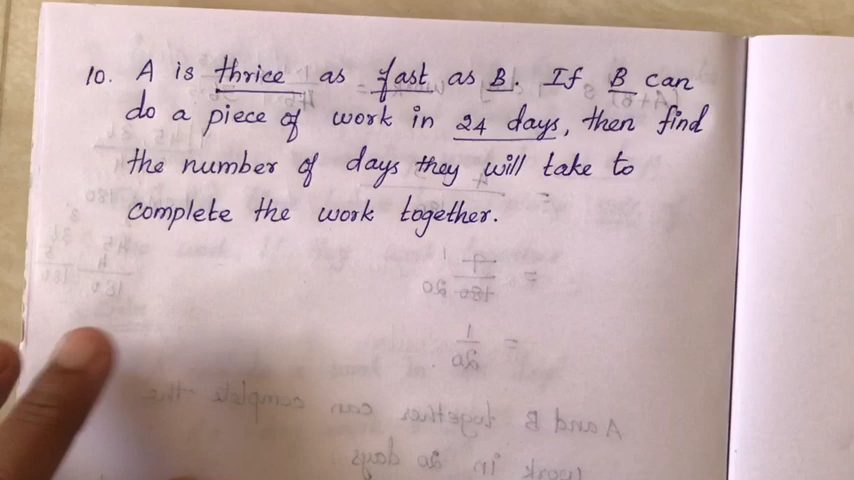 10. A is thrice as fast as B. If B can
do a piece of work in 24 days, then find
the number of days they will take to
complete the work together.